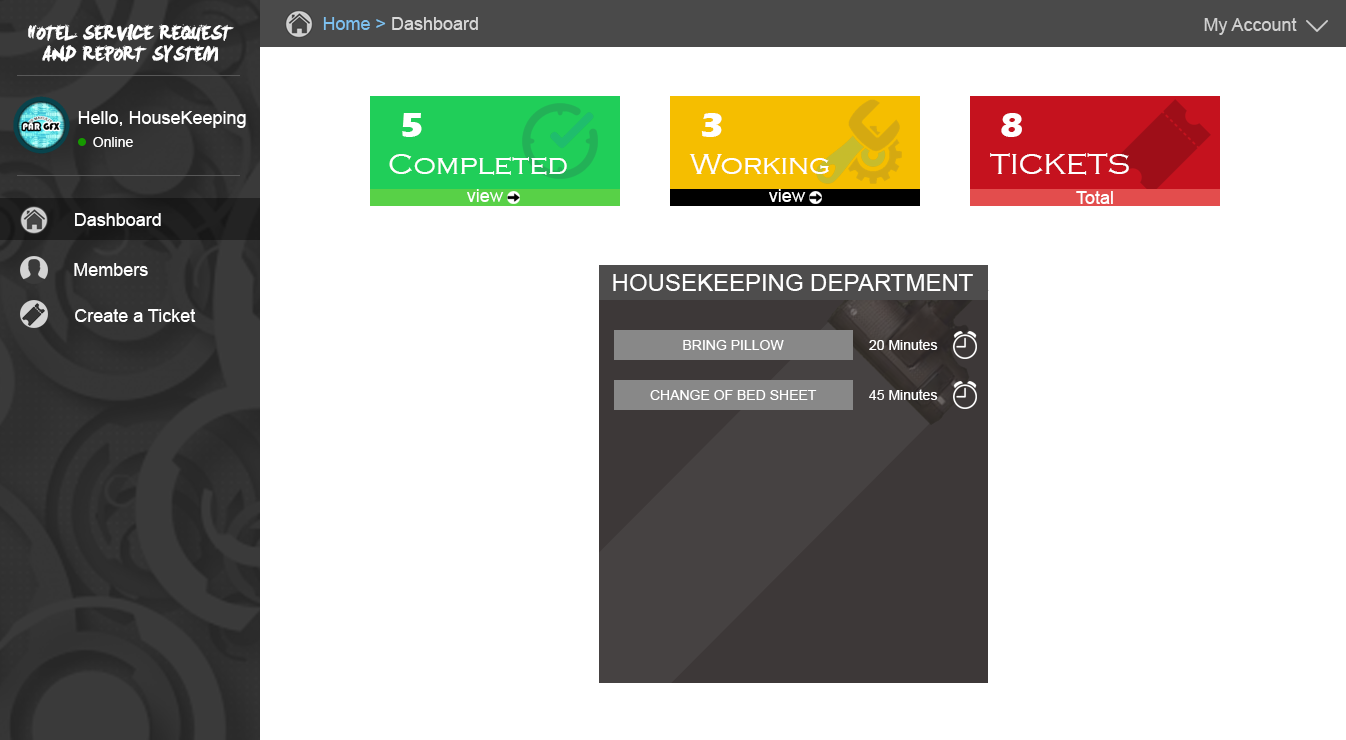 HOTEL SERVICE REQUEST
AND REPORT SYSTEM
PAR GFX
Hello, HouseKeeping
Online
Dashboard
Members
Create a Ticket
Home > Dashboard
My Account
5
COMPLETED
view
3
WORKING
view
8
TICKETS
Total
HOUSEKEEPING DEPARTMENT
BRING PILLOW
20 Minutes
CHANGE OF BED SHEET
45 Minutes